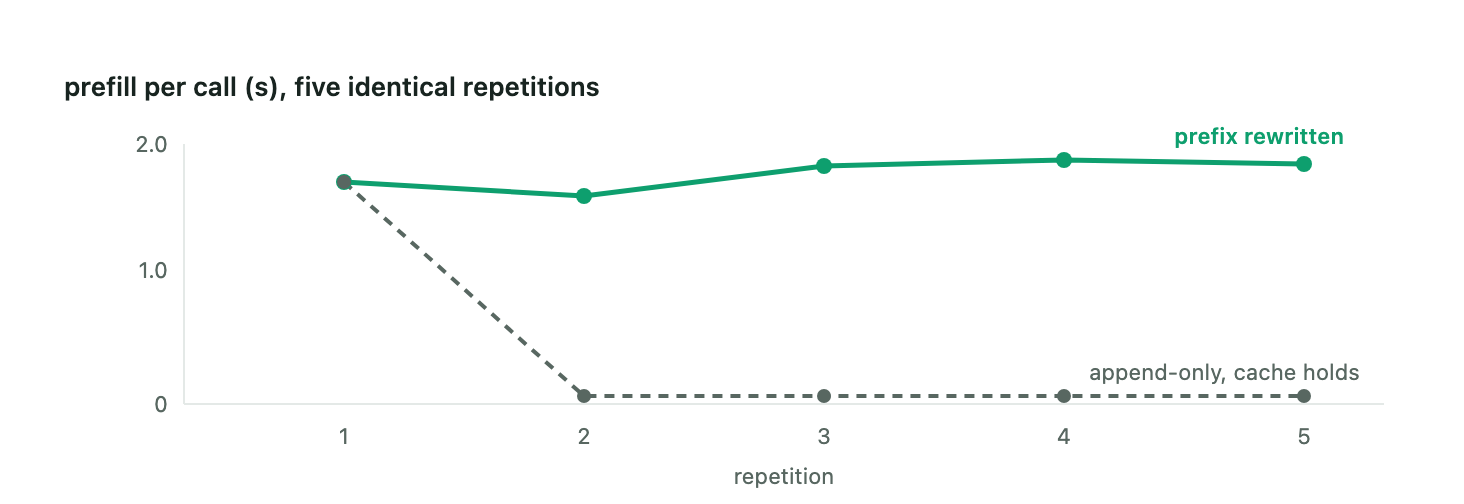 prefill per call (s), five identical repetitions
prefix rewritten
2.0
1.0
append-only, cache holds
0
1 2 3 4 5
repetition